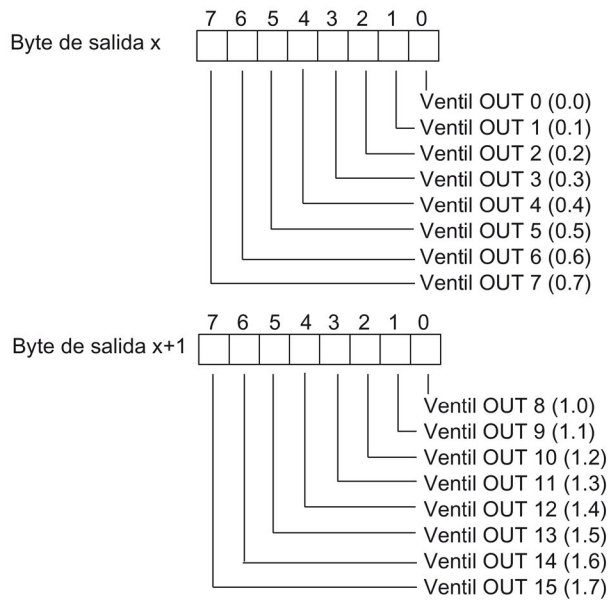 7 6 5 4 3 2 1 0
Byte de salida x
Ventil OUT 0 (0.0)
Ventil OUT 1 (0.1)
Ventil OUT 2 (0.2)
Ventil OUT 3 (0.3)
Ventil OUT 4 (0.4)
Ventil OUT 5 (0.5)
Ventil OUT 6 (0.6)
Ventil OUT 7 (0.7)
7 6 5 4 3 2 1 0
Byte de salida x+1
Ventil OUT 8 (1.0)
Ventil OUT 9 (1.1)
Ventil OUT 10 (1.2)
Ventil OUT 11 (1.3)
Ventil OUT 12 (1.4)
Ventil OUT 13 (1.5)
Ventil OUT 14 (1.6)
Ventil OUT 15 (1.7)